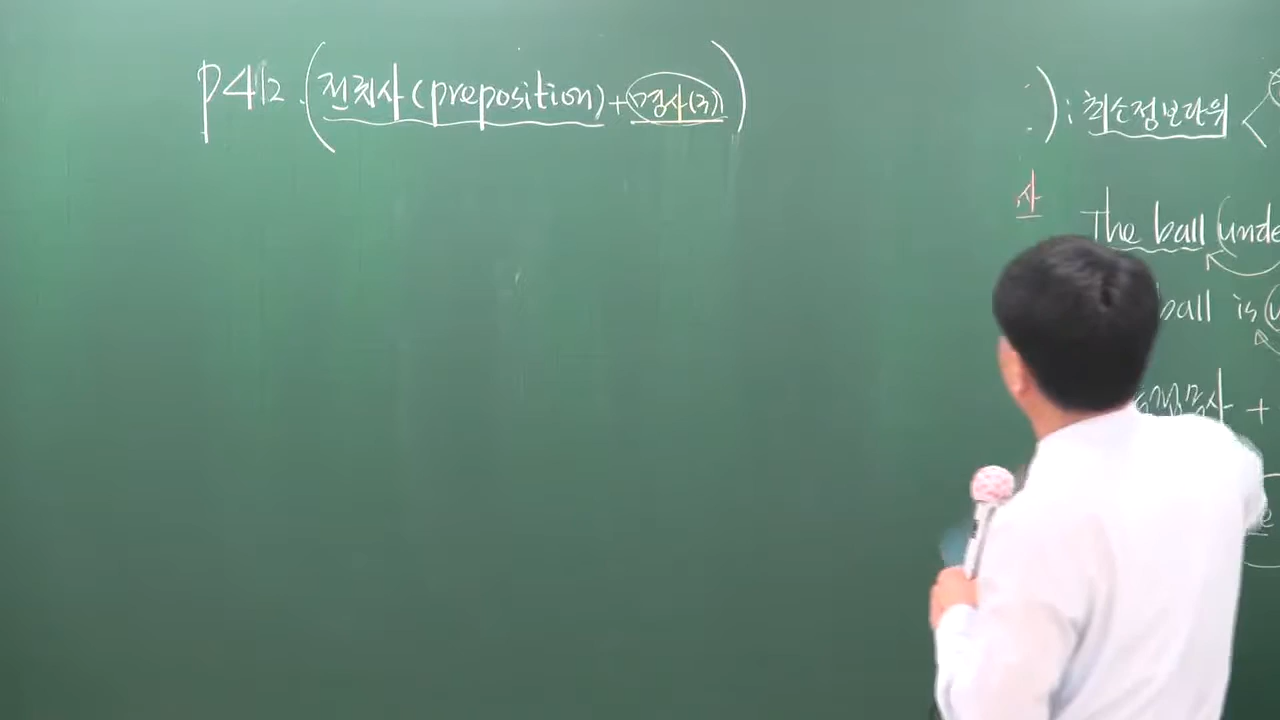 p412. (전치사(preposition)+명사(구))
) : 최소정보단위 <
사
The ball (unde
ball is (u
동사 +
e